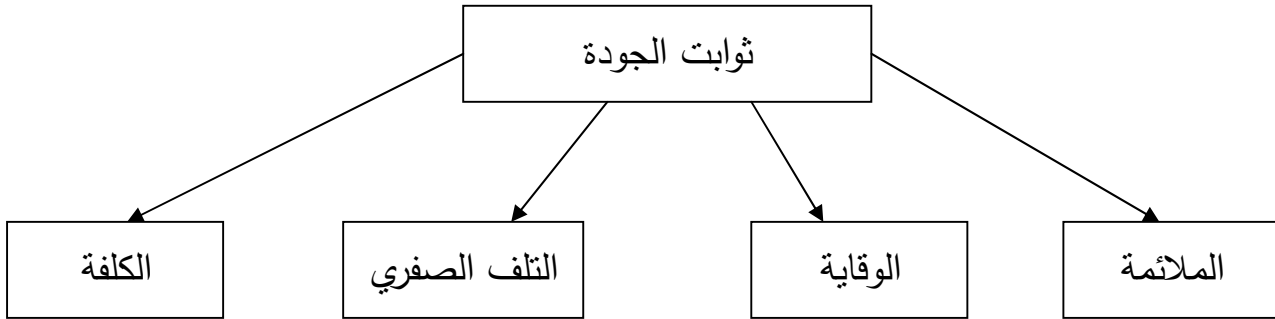 ثوابت الجودة
الملائمة
الوقاية
التلف الصفري
الكلفة